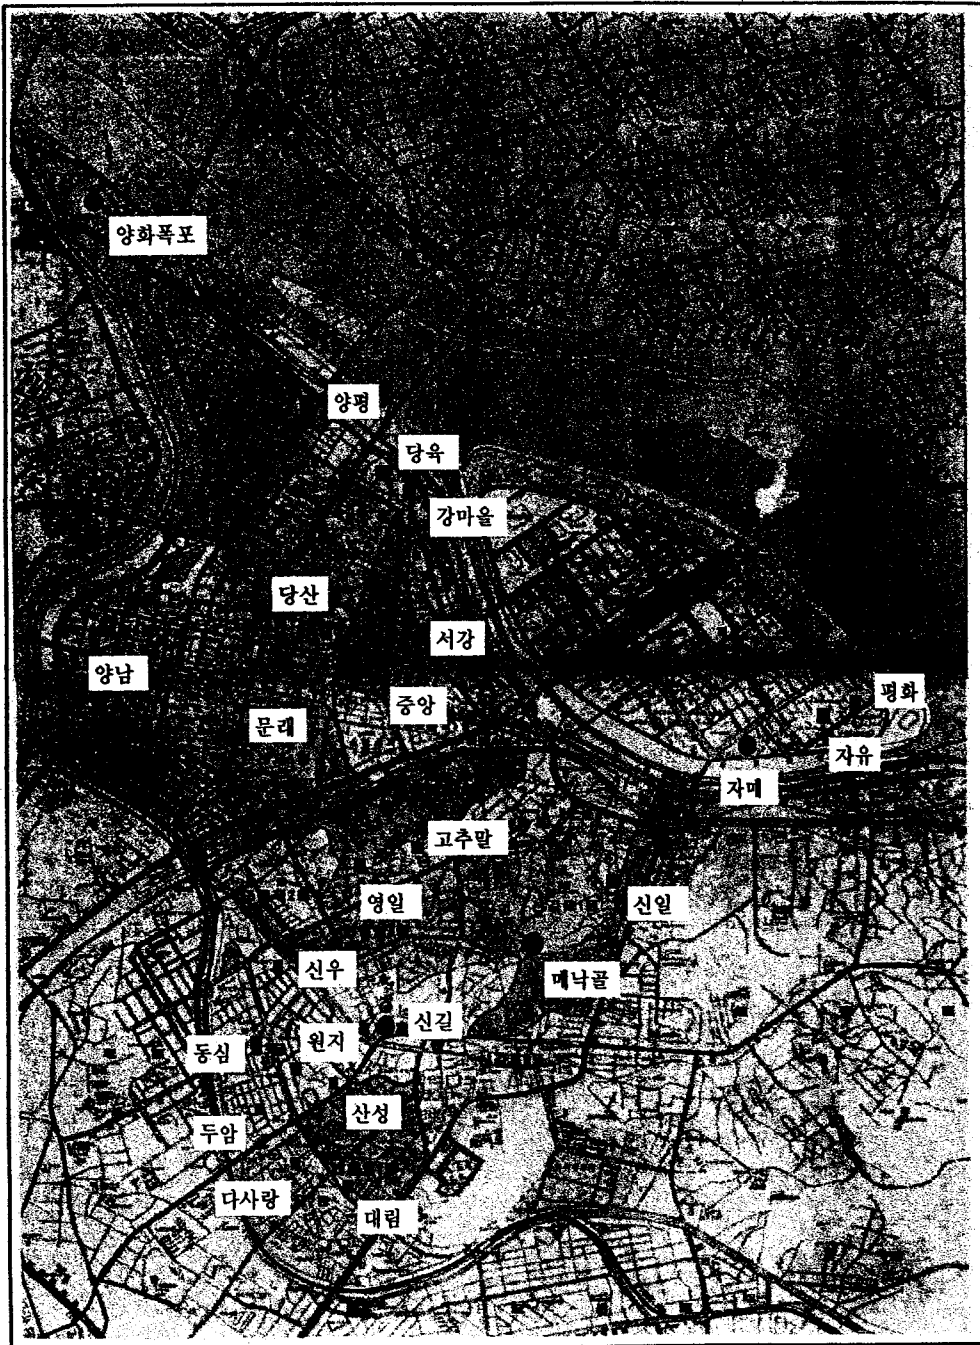 양화폭포
양평
당육
강마을
당산
서강
양남
평화
중앙
문래
자유
자매
고추말
영일
신일
신우
매낙골
신길
원지
동심
산성
두암
다사랑
대림